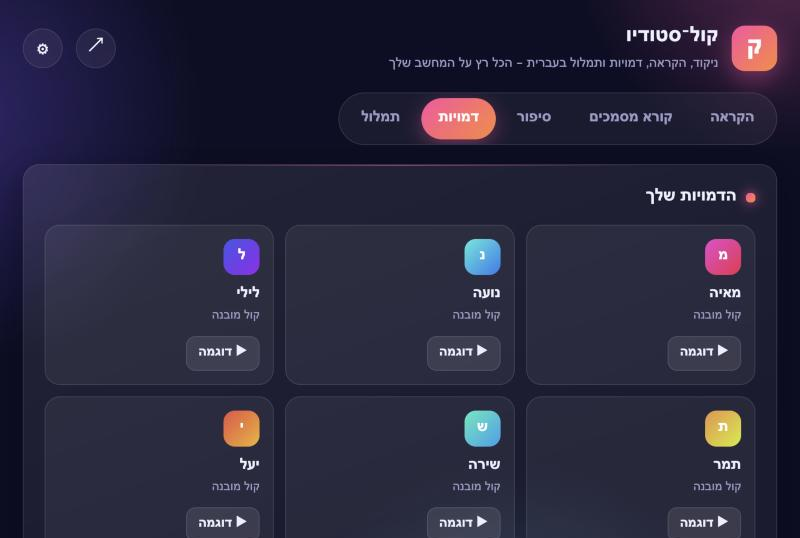 ק
קול־סטודיו
ניקוד, הקראה, דמויות ותמלול בעברית – הכל רץ על המחשב שלך
הקראה קורא מסמכים סיפור דמויות תמלול
הדמויות שלך
מ
מאיה
קול מובנה
▶ דוגמה
נ
נועה
קול מובנה
▶ דוגמה
ל
לילי
קול מובנה
▶ דוגמה
ת
תמר
קול מובנה
▶ דוגמה
ש
שירה
קול מובנה
▶ דוגמה
י
יעל
קול מובנה
▶ דוגמה